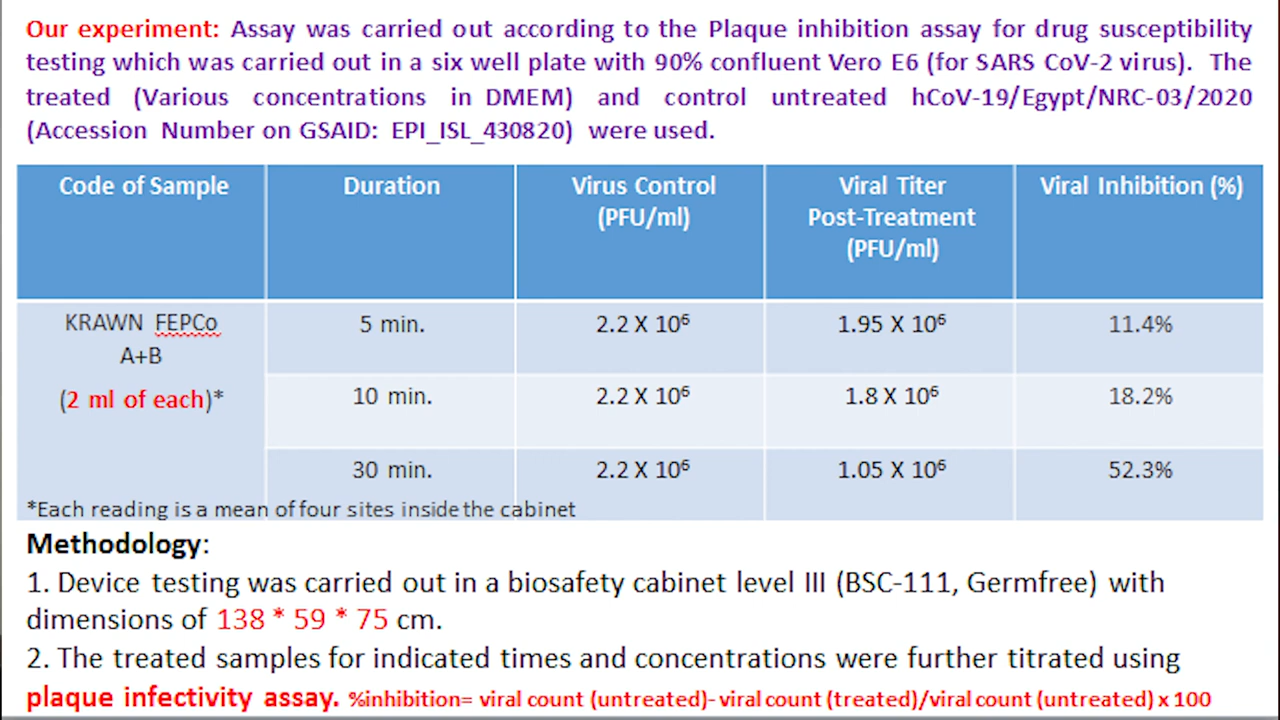 Our experiment: Assay was carried out according to the Plaque inhibition assay for drug susceptibility
testing which was carried out in a six well plate with 90% confluent Vero E6 (for SARS CoV-2 virus). The
treated (Various concentrations in DMEM) and control untreated hCoV-19/Egypt/NRC-03/2020
(Accession Number on GSAID: EPI_ISL_430820) were used.
Code of Sample Duration Virus Control (PFU/ml) Viral Titer Post-Treatment (PFU/ml) Viral Inhibition (%)
KRAWN FEPCo 5 min. 2.2 X 10⁶ 1.95 X 10⁶ 11.4%
A+B
(2 ml of each)* 10 min. 2.2 X 10⁶ 1.8 X 10⁶ 18.2%
30 min. 2.2 X 10⁶ 1.05 X 10⁶ 52.3%
*Each reading is a mean of four sites inside the cabinet
Methodology:
1. Device testing was carried out in a biosafety cabinet level III (BSC-111, Germfree) with
dimensions of 138 * 59 * 75 cm.
2. The treated samples for indicated times and concentrations were further titrated using
plaque infectivity assay. %inhibition= viral count (untreated)- viral count (treated)/viral count (untreated) x 100